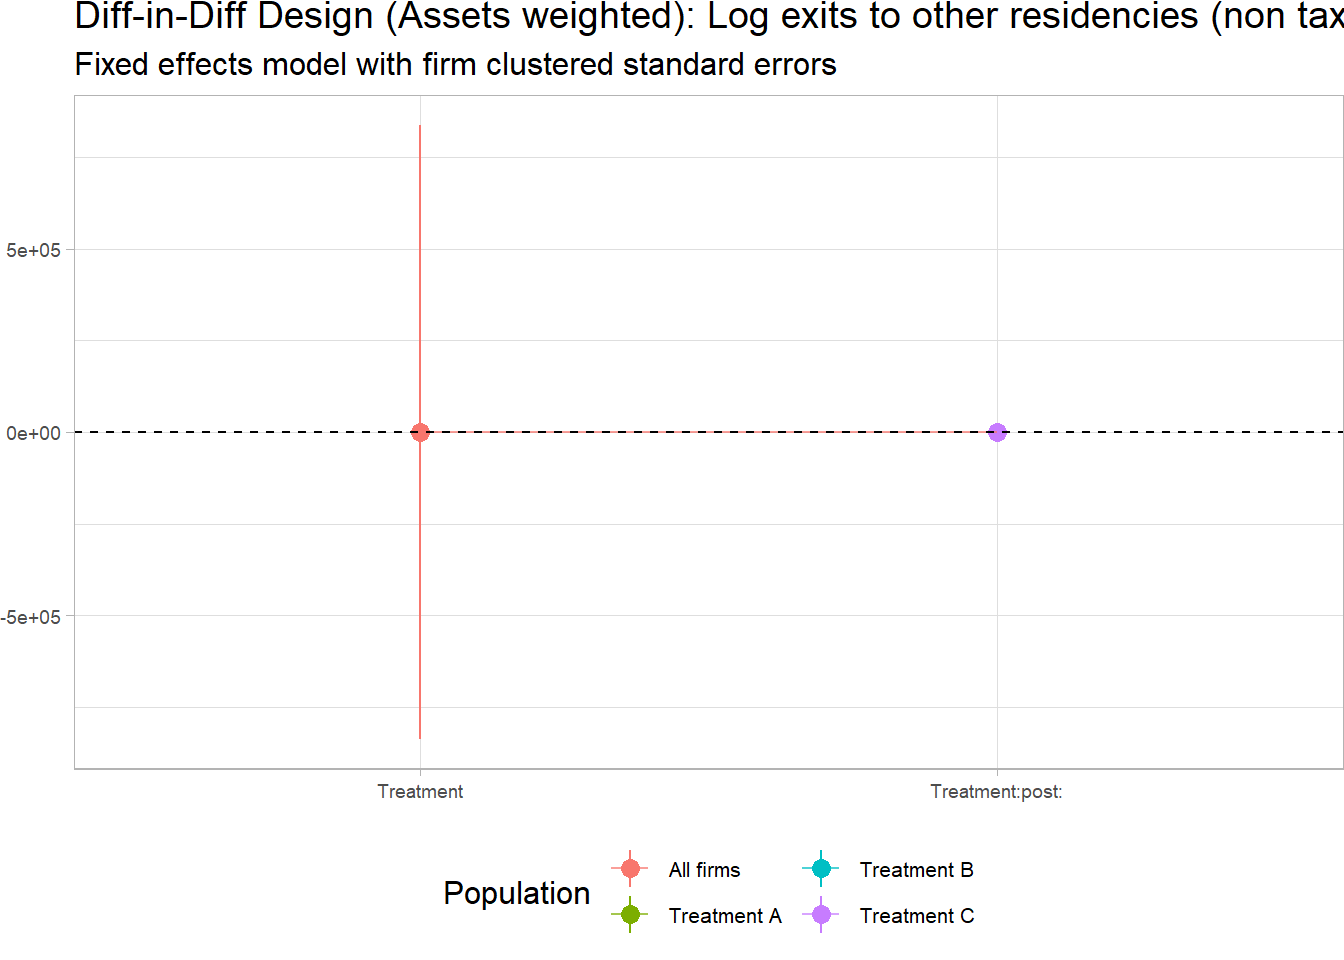 Diff-in-Diff Design (Assets weighted): Log exits to other residencies (non tax
Fixed effects model with firm clustered standard errors
5e+05
0e+00
-5e+05
Treatment
Treatment:post:
Population
All firms
Treatment B
Treatment A
Treatment C